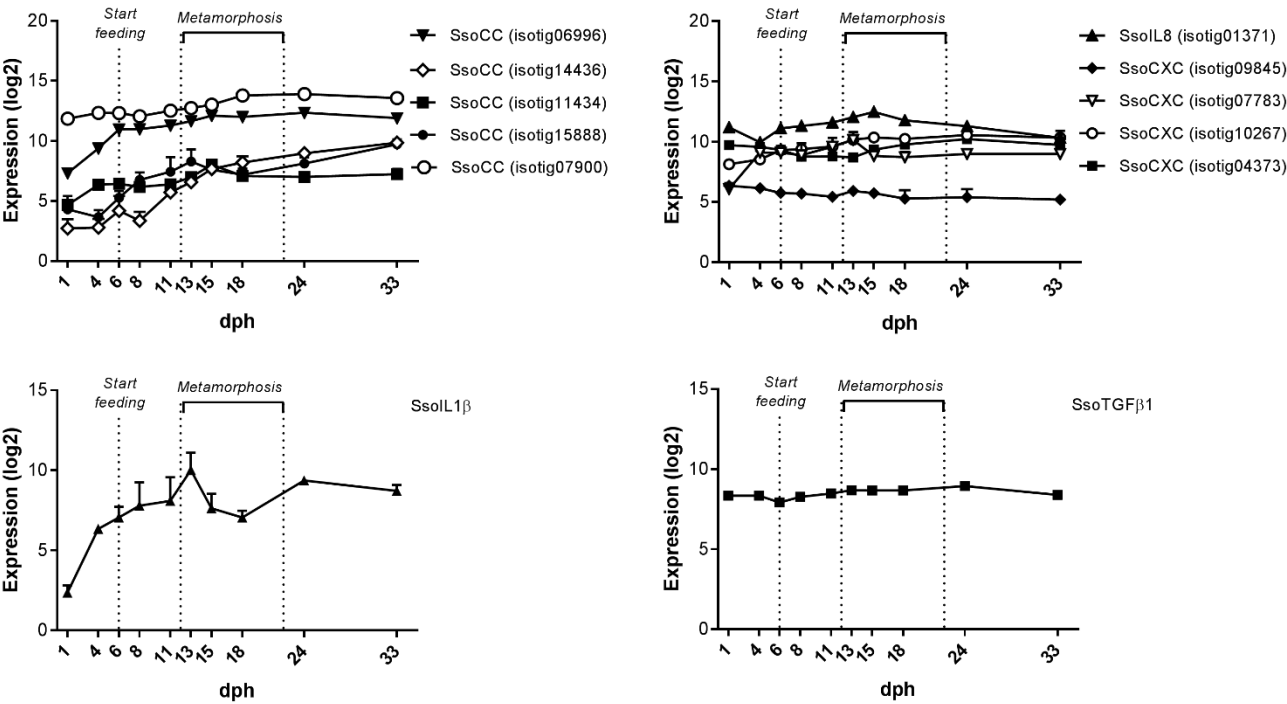 Start
feeding
Metamorphosis
20
15
10
5
0
Expression (log2)
1 4 6 8 11 13 15 18 24 33
dph
SsoCC (isotig06996)
SsoCC (isotig14436)
SsoCC (isotig11434)
SsoCC (isotig15888)
SsoCC (isotig07900)
Start
feeding
Metamorphosis
20
15
10
5
0
Expression (log2)
1 4 6 8 11 13 15 18 24 33
dph
SsoIL8 (isotig01371)
SsoCXC (isotig09845)
SsoCXC (isotig07783)
SsoCXC (isotig10267)
SsoCXC (isotig04373)
Start
feeding
Metamorphosis
SsoIL1β
15
10
5
0
Expression (log2)
1 4 6 8 11 13 15 18 24 33
dph
Start
feeding
Metamorphosis
SsoTGFβ1
15
10
5
0
Expression (log2)
1 4 6 8 11 13 15 18 24 33
dph